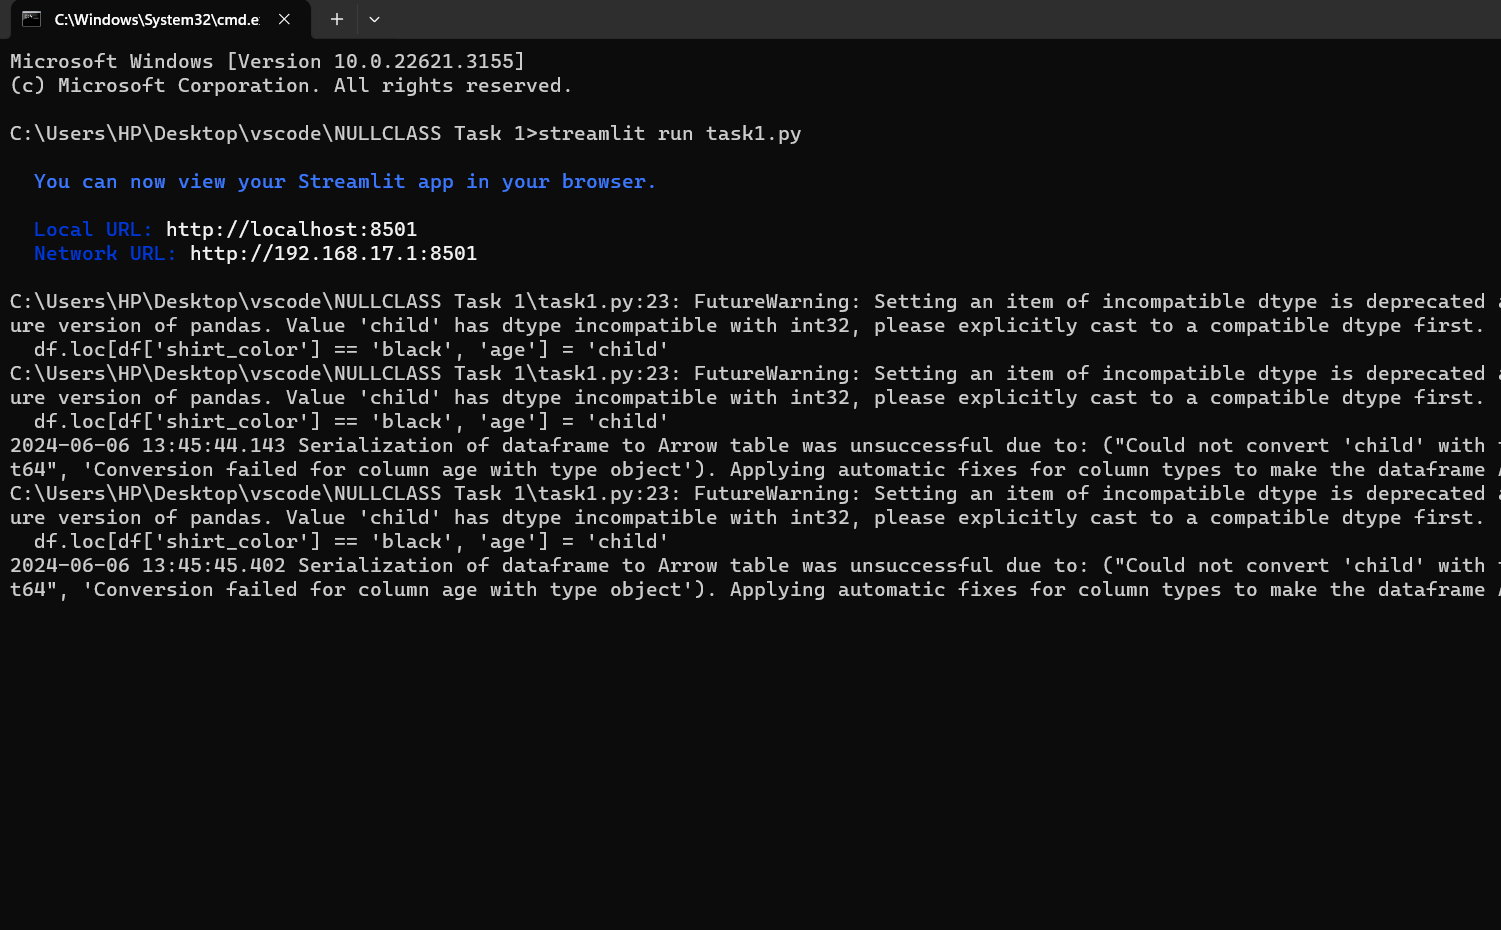 C:\Windows\System32\cmd.e
Microsoft Windows [Version 10.0.22621.3155]
(c) Microsoft Corporation. All rights reserved.
C:\Users\HP\Desktop\vscode\NULLCLASS Task 1>streamlit run task1.py
You can now view your Streamlit app in your browser.
Local URL: http://localhost:8501
Network URL: http://192.168.17.1:8501
C:\Users\HP\Desktop\vscode\NULLCLASS Task 1\task1.py:23: FutureWarning: Setting an item of incompatible dtype is deprecated
ure version of pandas. Value 'child' has dtype incompatible with int32, please explicitly cast to a compatible dtype first.
df.loc[df['shirt_color'] == 'black', 'age'] = 'child'
C:\Users\HP\Desktop\vscode\NULLCLASS Task 1\task1.py:23: FutureWarning: Setting an item of incompatible dtype is deprecated
ure version of pandas. Value 'child' has dtype incompatible with int32, please explicitly cast to a compatible dtype first.
df.loc[df['shirt_color'] == 'black', 'age'] = 'child'
2024-06-06 13:45:44.143 Serialization of dataframe to Arrow table was unsuccessful due to: ("Could not convert 'child' with
t64", 'Conversion failed for column age with type object'). Applying automatic fixes for column types to make the dataframe
C:\Users\HP\Desktop\vscode\NULLCLASS Task 1\task1.py:23: FutureWarning: Setting an item of incompatible dtype is deprecated
ure version of pandas. Value 'child' has dtype incompatible with int32, please explicitly cast to a compatible dtype first.
df.loc[df['shirt_color'] == 'black', 'age'] = 'child'
2024-06-06 13:45:45.402 Serialization of dataframe to Arrow table was unsuccessful due to: ("Could not convert 'child' with
t64", 'Conversion failed for column age with type object'). Applying automatic fixes for column types to make the dataframe